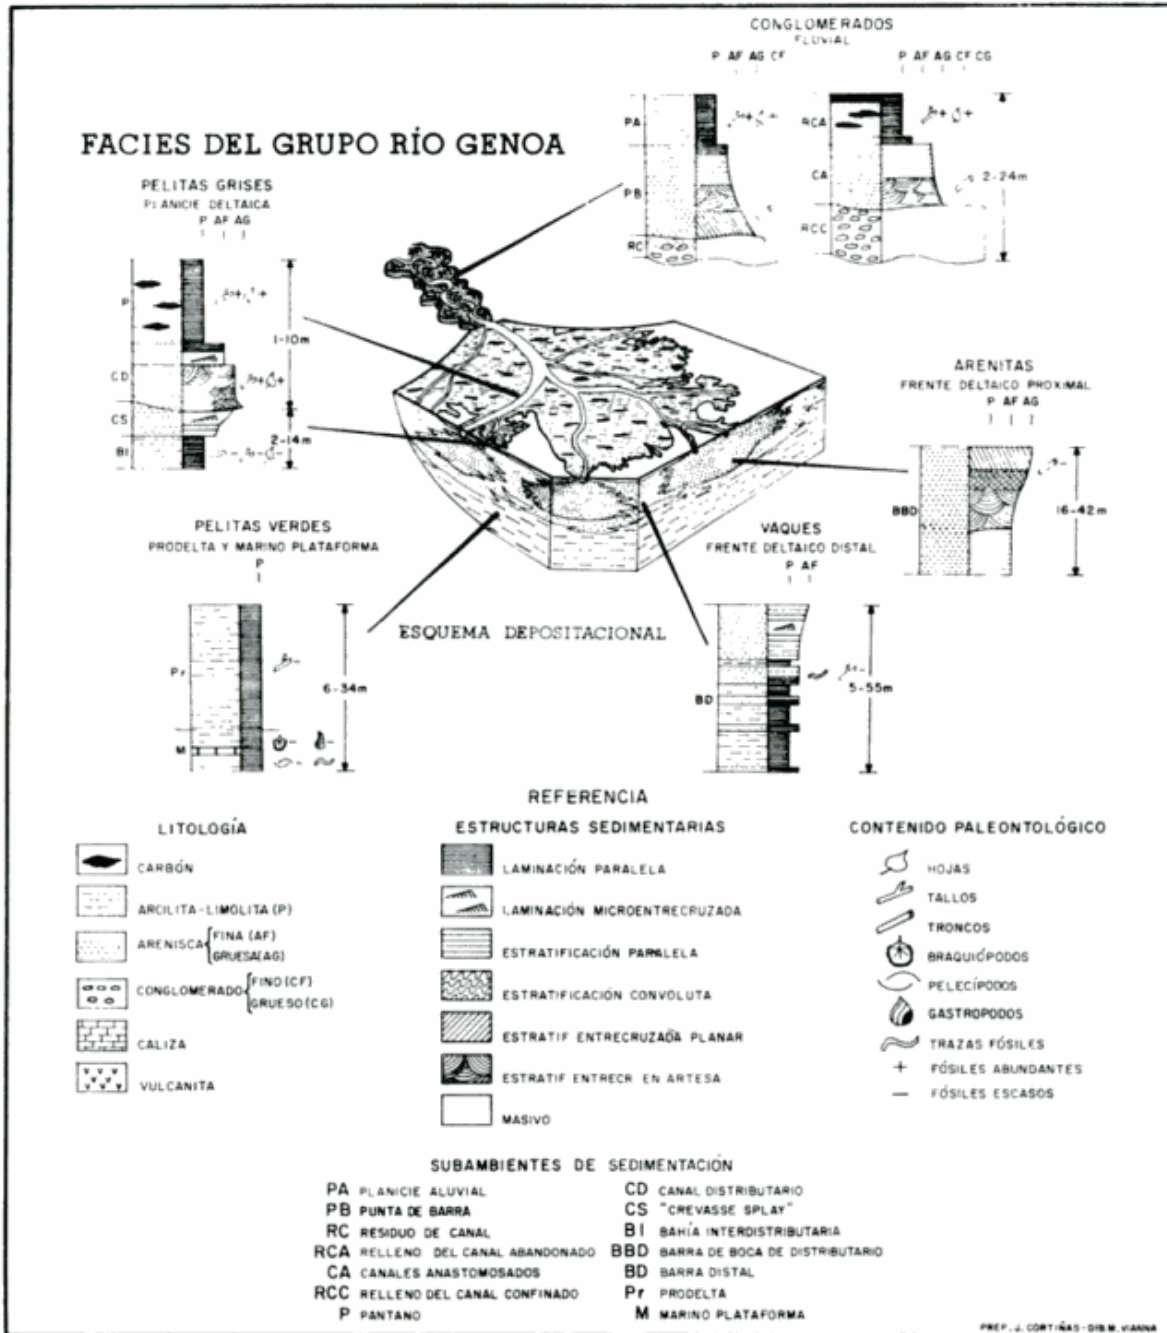 CONGLOMERADOS
FLUVIAL
P AF AG CF
P AF AG CF CG
PA
PB
RC
RCA
CA
RCC
2-24m
FACIES DEL GRUPO RÍO GENOA
PELITAS GRISES
PLANICIE DELTAICA
P AF AG
P
CD
CS
BI
1-10m
2-14m
ARENITAS
FRENTE DELTAICO PROXIMAL
P AF AG
BBD
16-42m
PELITAS VERDES
PRODELTA Y MARINO PLATAFORMA
P
Pr
M
6-34m
VAQUES
FRENTE DELTAICO DISTAL
P AF
BD
5-55m
ESQUEMA DEPOSITACIONAL
REFERENCIA
LITOLOGÍA
CARBÓN
ARCILITA-LIMOLITA (P)
ARENISCA { FINA (AF)
GRUESA (AG)
CONGLOMERADO { FINO (CF)
GRUESO (CG)
CALIZA
VULCANITA
ESTRUCTURAS SEDIMENTARIAS
LAMINACIÓN PARALELA
LAMINACIÓN MICROENTRECRUZADA
ESTRATIFICACIÓN PARALELA
ESTRATIFICACIÓN CONVOLUTA
ESTRATIF ENTRECRUZADA PLANAR
ESTRATIF ENTRECR EN ARTESA
MASIVO
CONTENIDO PALEONTOLÓGICO
HOJAS
TALLOS
TRONCOS
BRAQUIÓPODOS
PELECÍPODOS
GASTROPODOS
TRAZAS FÓSILES
+ FÓSILES ABUNDANTES
− FÓSILES ESCASOS
SUBAMBIENTES DE SEDIMENTACIÓN
PA PLANICIE ALUVIAL
PB PUNTA DE BARRA
RC RESIDUO DE CANAL
RCA RELLENO DEL CANAL ABANDONADO
CA CANALES ANASTOMOSADOS
RCC RELLENO DEL CANAL CONFINADO
P PANTANO
CD CANAL DISTRIBUTARIO
CS "CREVASSE SPLAY"
BI BAHÍA INTERDISTRIBUTARIA
BBD BARRA DE BOCA DE DISTRIBUTARIO
BD BARRA DISTAL
Pr PRODELTA
M MARINO PLATAFORMA
PREP. J. CORTIÑAS-DIB. M. VIANNA